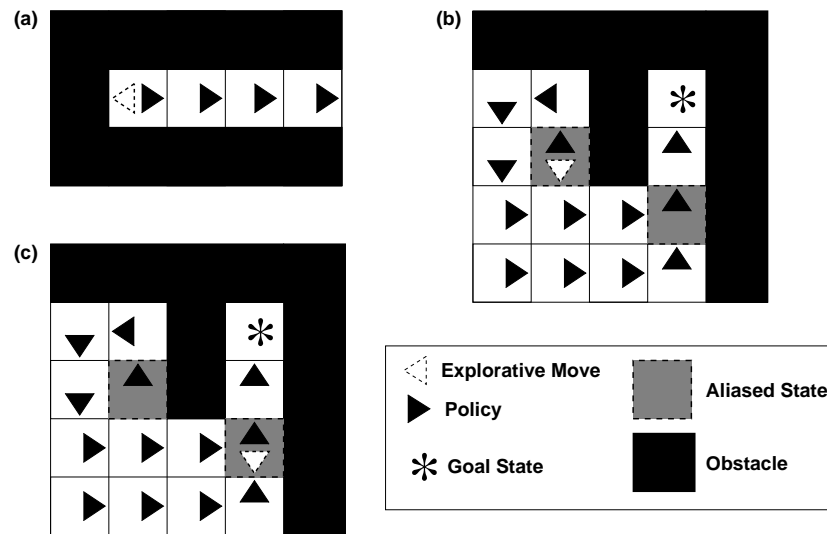 (a)
(b)
(c)
Explorative Move
Policy
Goal State
Aliased State
Obstacle